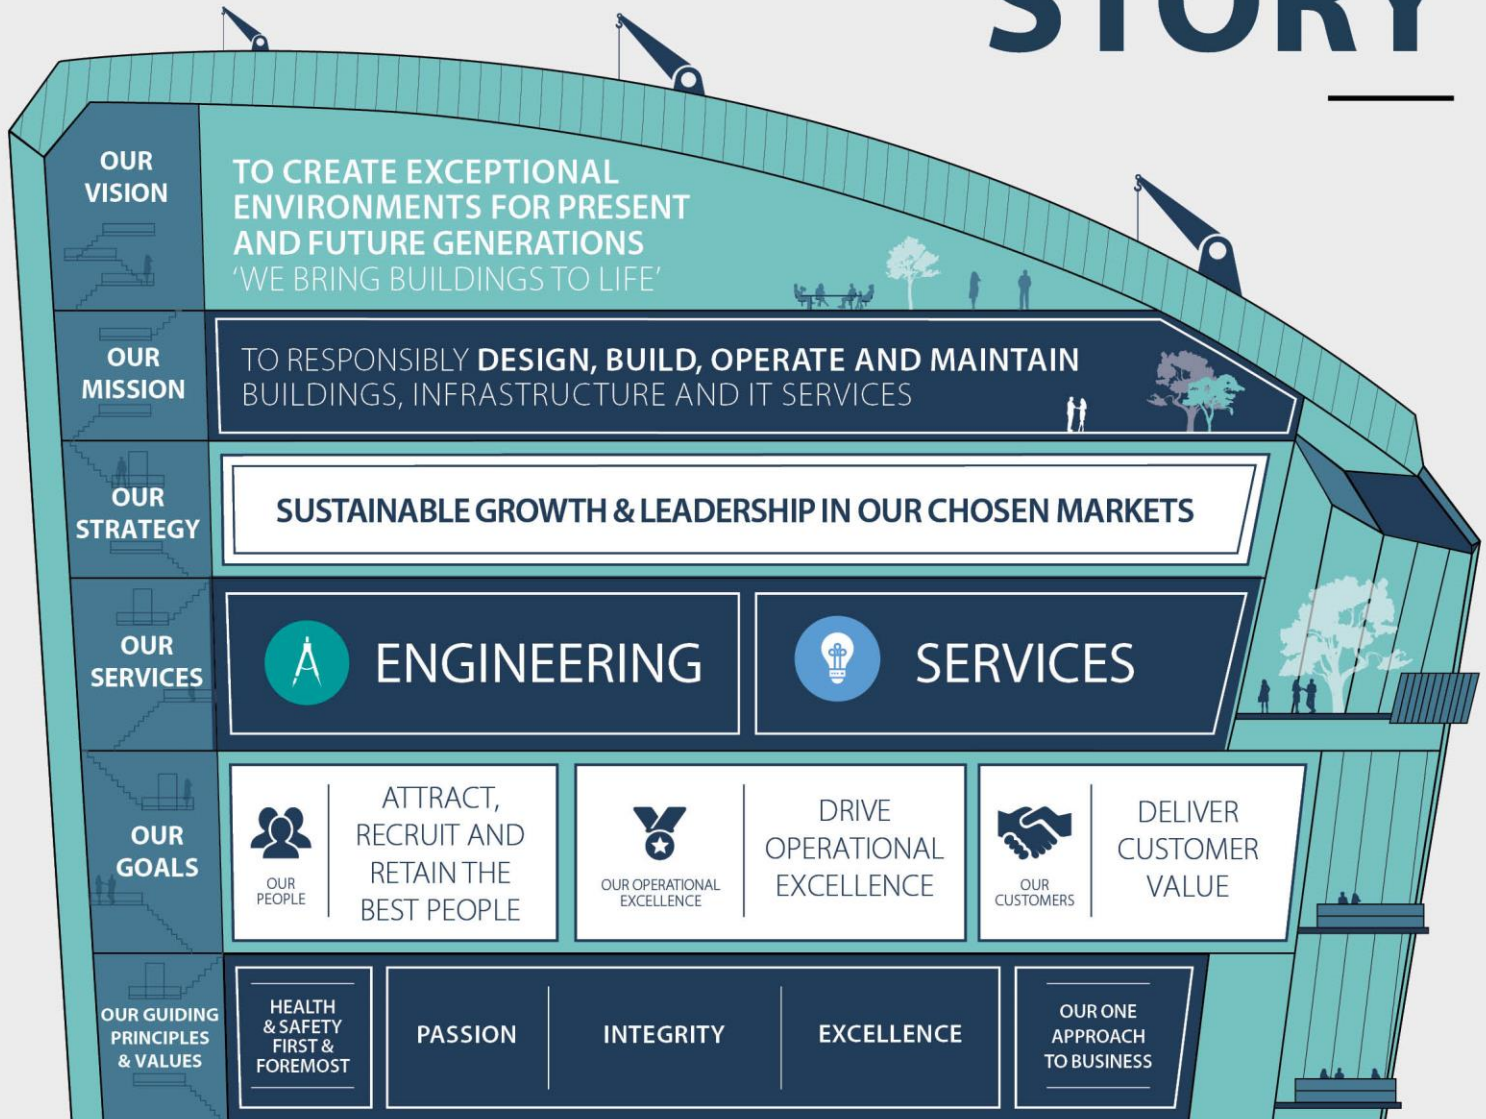 STORY
OUR
VISION
TO CREATE EXCEPTIONAL
ENVIRONMENTS FOR PRESENT
AND FUTURE GENERATIONS
‘WE BRING BUILDINGS TO LIFE’
OUR
MISSION
TO RESPONSIBLY DESIGN, BUILD, OPERATE AND MAINTAIN
BUILDINGS, INFRASTRUCTURE AND IT SERVICES
OUR
STRATEGY
SUSTAINABLE GROWTH & LEADERSHIP IN OUR CHOSEN MARKETS
OUR
SERVICES
ENGINEERING
SERVICES
OUR
GOALS
OUR
PEOPLE
ATTRACT,
RECRUIT AND
RETAIN THE
BEST PEOPLE
OUR OPERATIONAL
EXCELLENCE
DRIVE
OPERATIONAL
EXCELLENCE
OUR
CUSTOMERS
DELIVER
CUSTOMER
VALUE
OUR GUIDING
PRINCIPLES
& VALUES
HEALTH
& SAFETY
FIRST &
FOREMOST
PASSION
INTEGRITY
EXCELLENCE
OUR ONE
APPROACH
TO BUSINESS